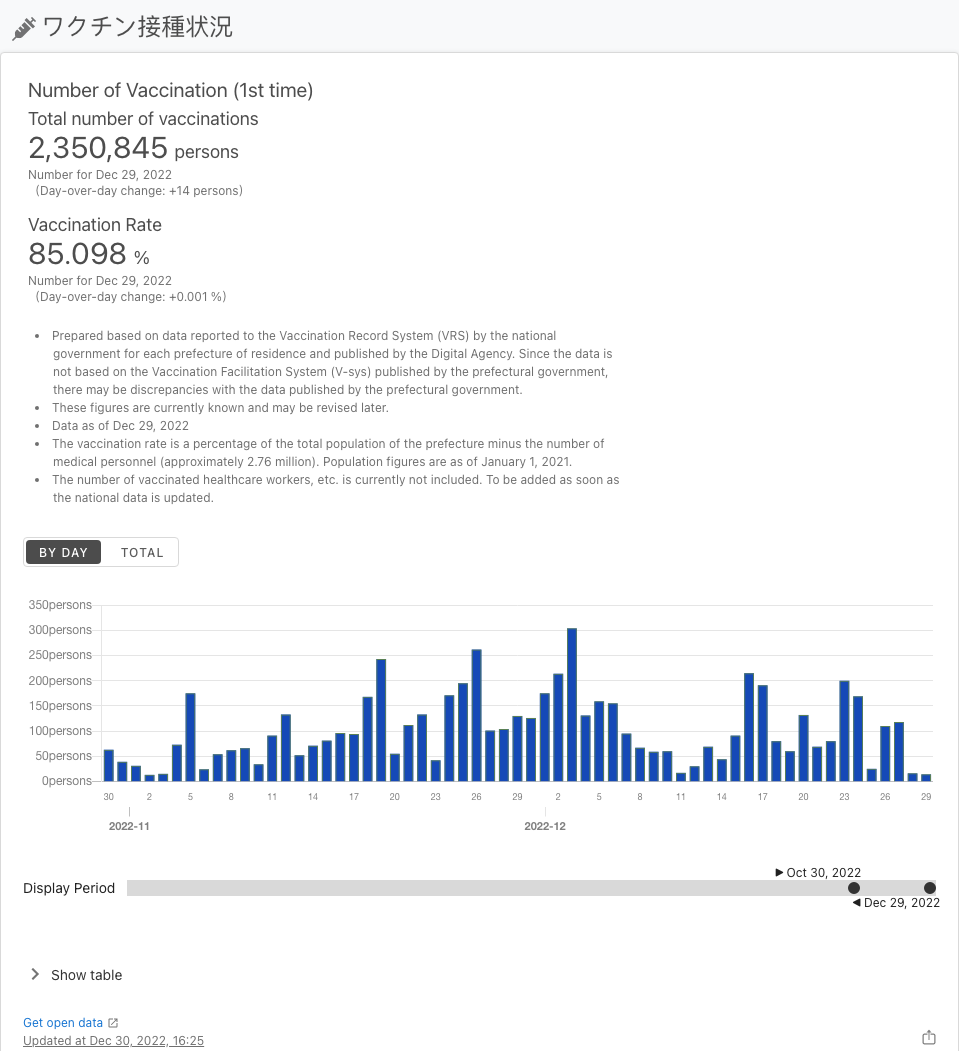 ワクチン接種状況
Number of Vaccination (1st time)
Total number of vaccinations
2,350,845 persons
Number for Dec 29, 2022
(Day-over-day change: +14 persons)
Vaccination Rate
85.098 %
Number for Dec 29, 2022
(Day-over-day change: +0.001 %)
• Prepared based on data reported to the Vaccination Record System (VRS) by the national
government for each prefecture of residence and published by the Digital Agency. Since the data is
not based on the Vaccination Facilitation System (V-sys) published by the prefectural government,
there may be discrepancies with the data published by the prefectural government.
• These figures are currently known and may be revised later.
• Data as of Dec 29, 2022
• The vaccination rate is a percentage of the total population of the prefecture minus the number of
medical personnel (approximately 2.76 million). Population figures are as of January 1, 2021.
• The number of vaccinated healthcare workers, etc. is currently not included. To be added as soon as
the national data is updated.
BY DAY TOTAL
350persons
300persons
250persons
200persons
150persons
100persons
50persons
0persons
30 2 5 8 11 14 17 20 23 26 29 2 5 8 11 14 17 20 23 26 29
2022-11 2022-12
Oct 30, 2022
Display Period
Dec 29, 2022
Show table
Get open data
Updated at Dec 30, 2022, 16:25